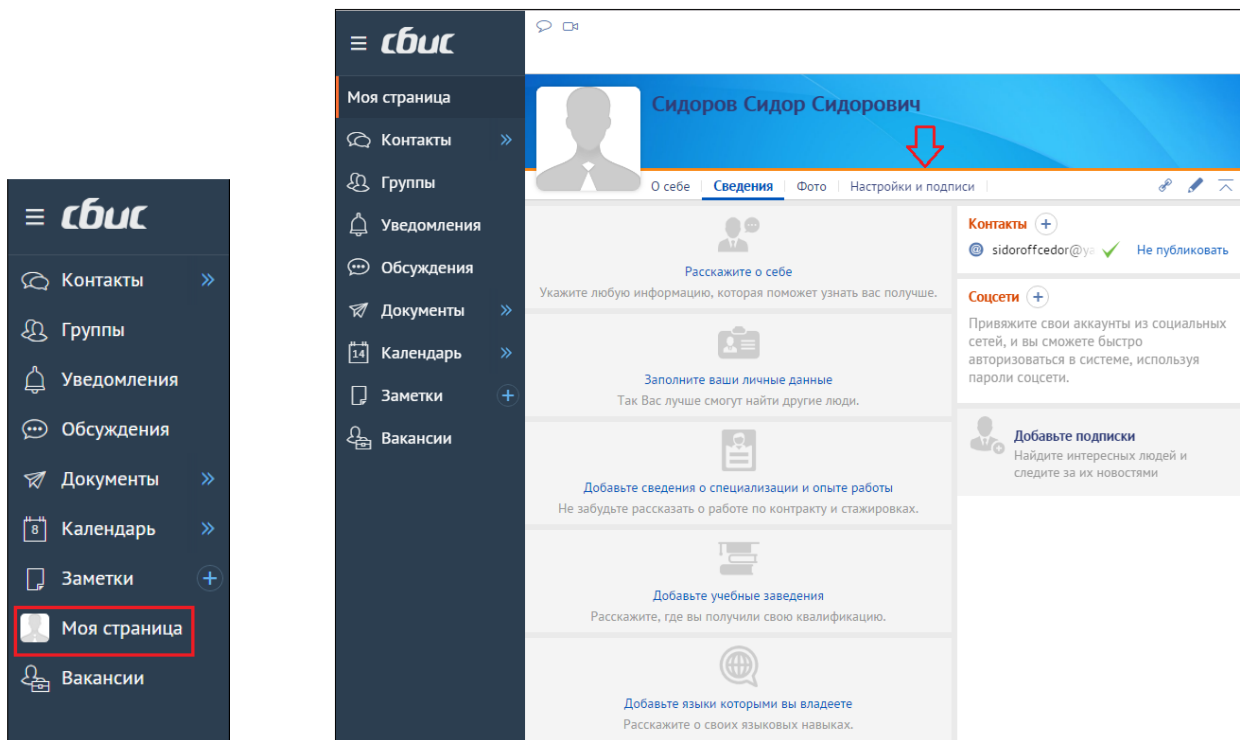 сбис
Контакты
Группы
Уведомления
Обсуждения
Документы
8 Календарь
Заметки
Моя страница
Вакансии
сбис
Моя страница
Контакты
Группы
Уведомления
Обсуждения
Документы
14 Календарь
Заметки
Вакансии
Сидоров Сидор Сидорович
О себе Сведения Фото Настройки и подписи
Расскажите о себе
Укажите любую информацию, которая поможет узнать вас получше.
Заполните ваши личные данные
Так Вас лучше смогут найти другие люди.
Добавьте сведения о специализации и опыте работы
Не забудьте рассказать о работе по контракту и стажировках.
Добавьте учебные заведения
Расскажите, где вы получили свою квалификацию.
Добавьте языки которыми вы владеете
Расскажите о своих языковых навыках.
Контакты
sidoroffcedor@ya Не публиковать
Соцсети
Привяжите свои аккаунты из социальных
сетей, и вы сможете быстро
авторизоваться в системе, используя
пароли соцсети.
Добавьте подписки
Найдите интересных людей и
следите за их новостями